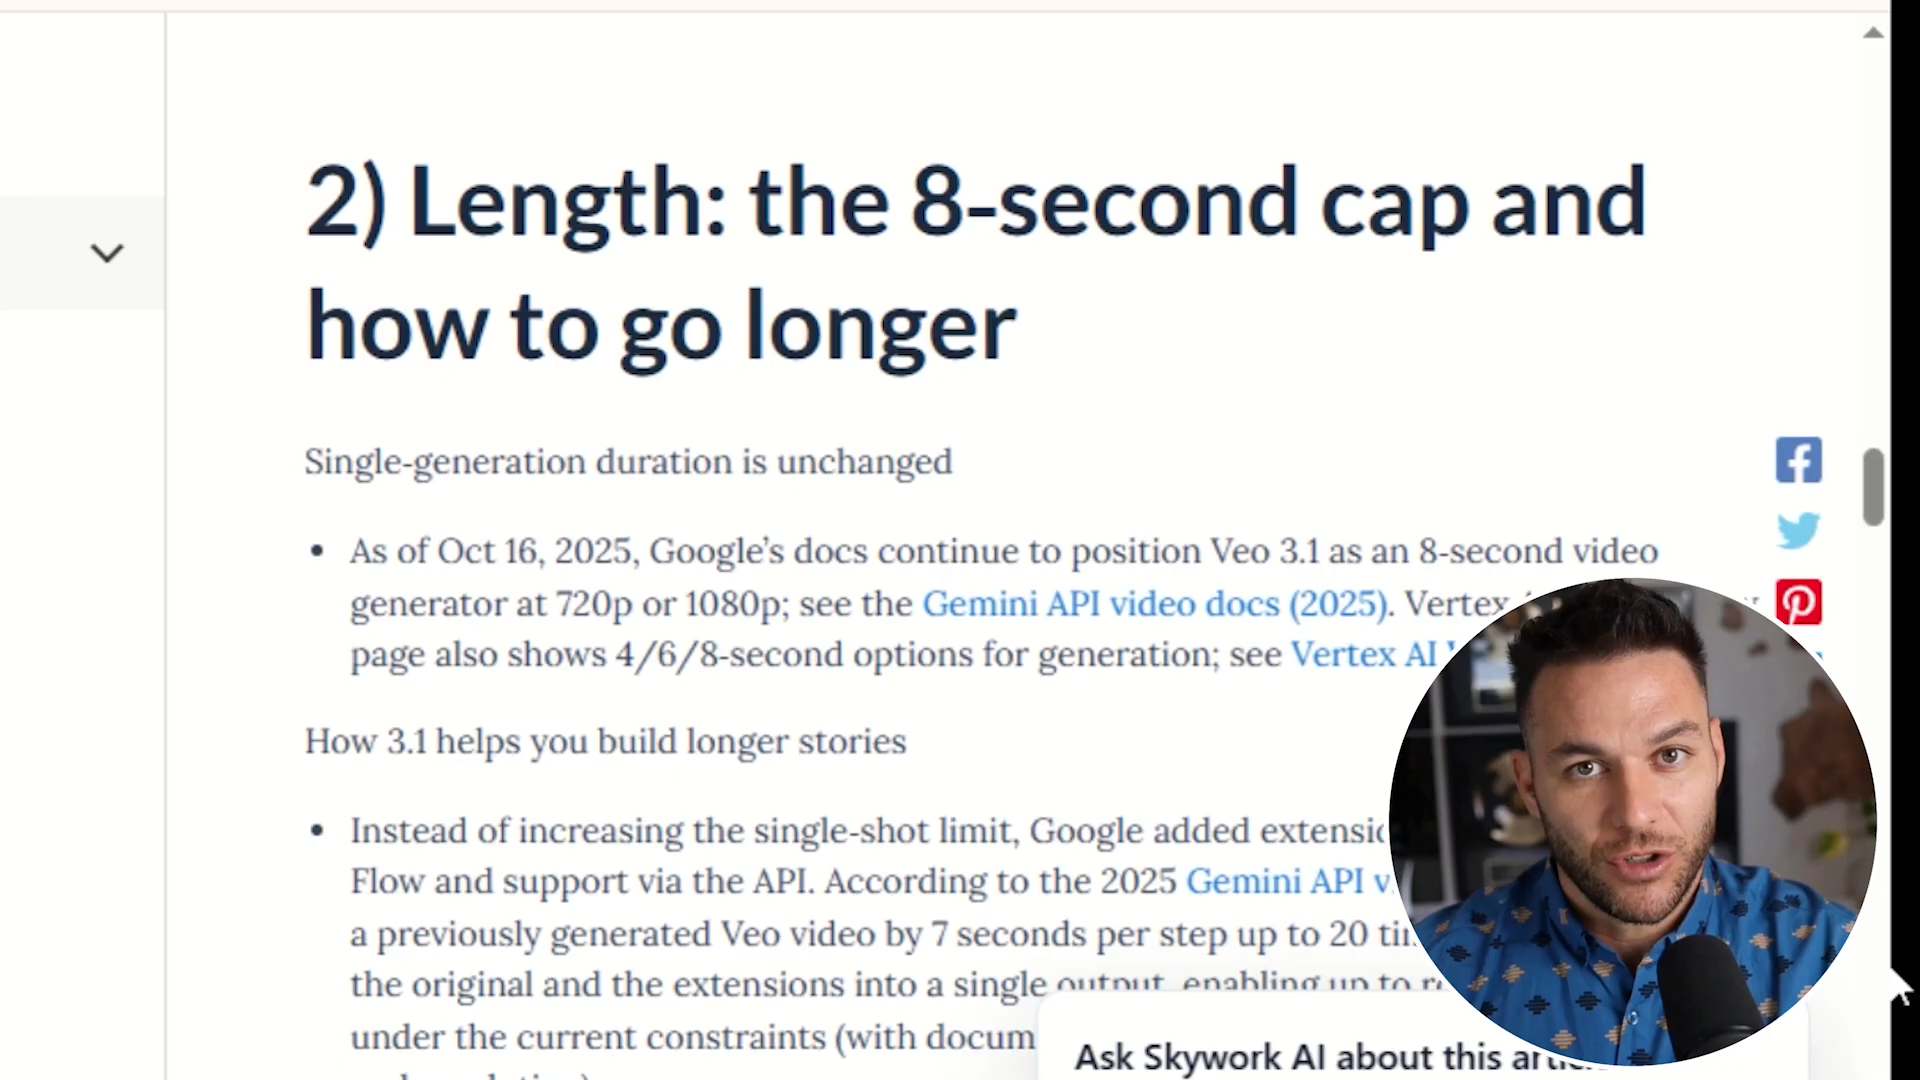 2) Length: the 8-second cap and
how to go longer
Single-generation duration is unchanged
• As of Oct 16, 2025, Google's docs continue to position Veo 3.1 as an 8-second video
generator at 720p or 1080p; see the Gemini API video docs (2025). Vertex
page also shows 4/6/8-second options for generation; see Vertex AI
How 3.1 helps you build longer stories
• Instead of increasing the single-shot limit, Google added
Flow and support via the API. According to the 2025 Gemini API
a previously generated Veo video by 7 seconds per step up to 20
the original and the extensions into a single output, enabling up to
under the current constraints (with
Ask Skywork AI about this